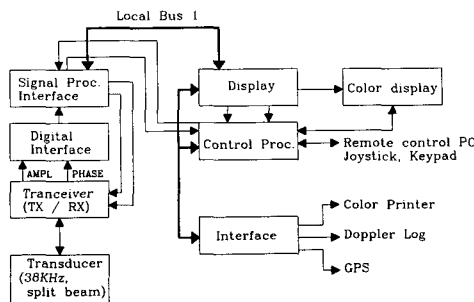 Local Bus 1
Signal Proc.
Interface
Display
Color display
Digital
Interface
Control Proc.
Remote control PC
Joystick, Keypad
AMPL
PHASE
Tranceiver
(TX / RX)
Color Printer
Interface
Doppler Log
GPS
Transducer
(38KHz,
split beam)